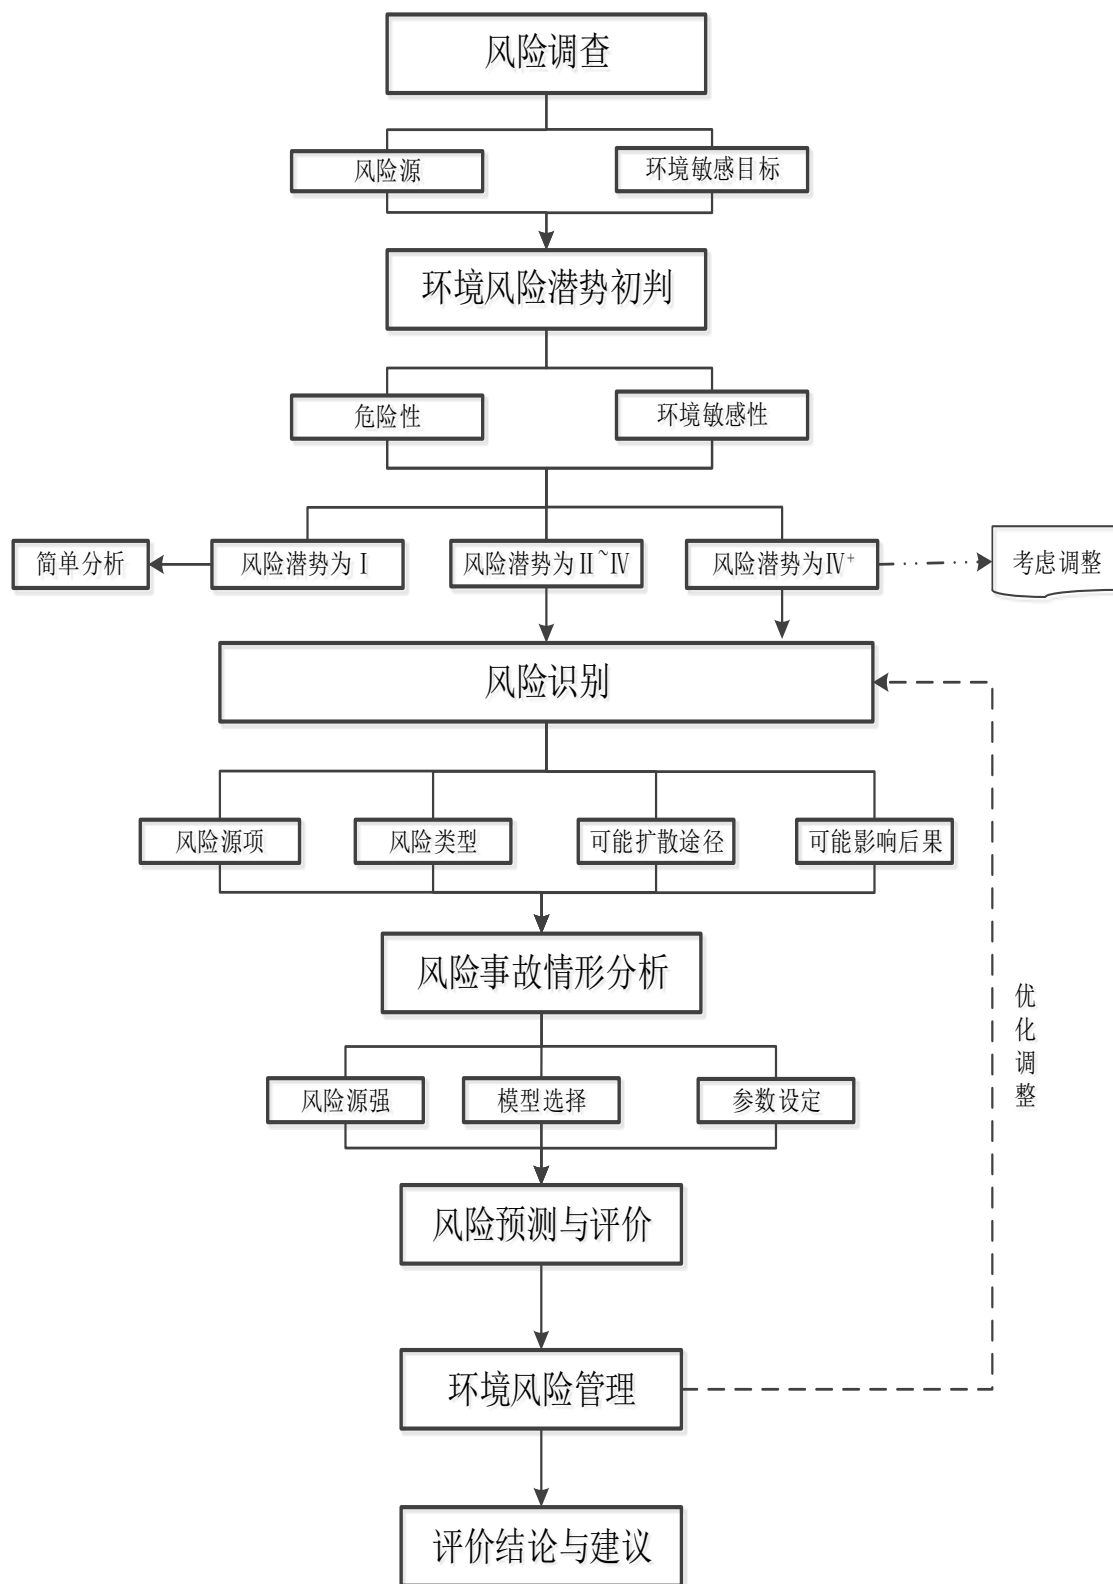 风险调查
风险源
环境敏感目标
环境风险潜势初判
危险性
环境敏感性
简单分析
风险潜势为Ⅰ
风险潜势为Ⅱ~Ⅳ
风险潜势为Ⅳ⁺
考虑调整
风险识别
风险源项
风险类型
可能扩散途径
可能影响后果
风险事故情形分析
优化调整
风险源强
模型选择
参数设定
风险预测与评价
环境风险管理
评价结论与建议